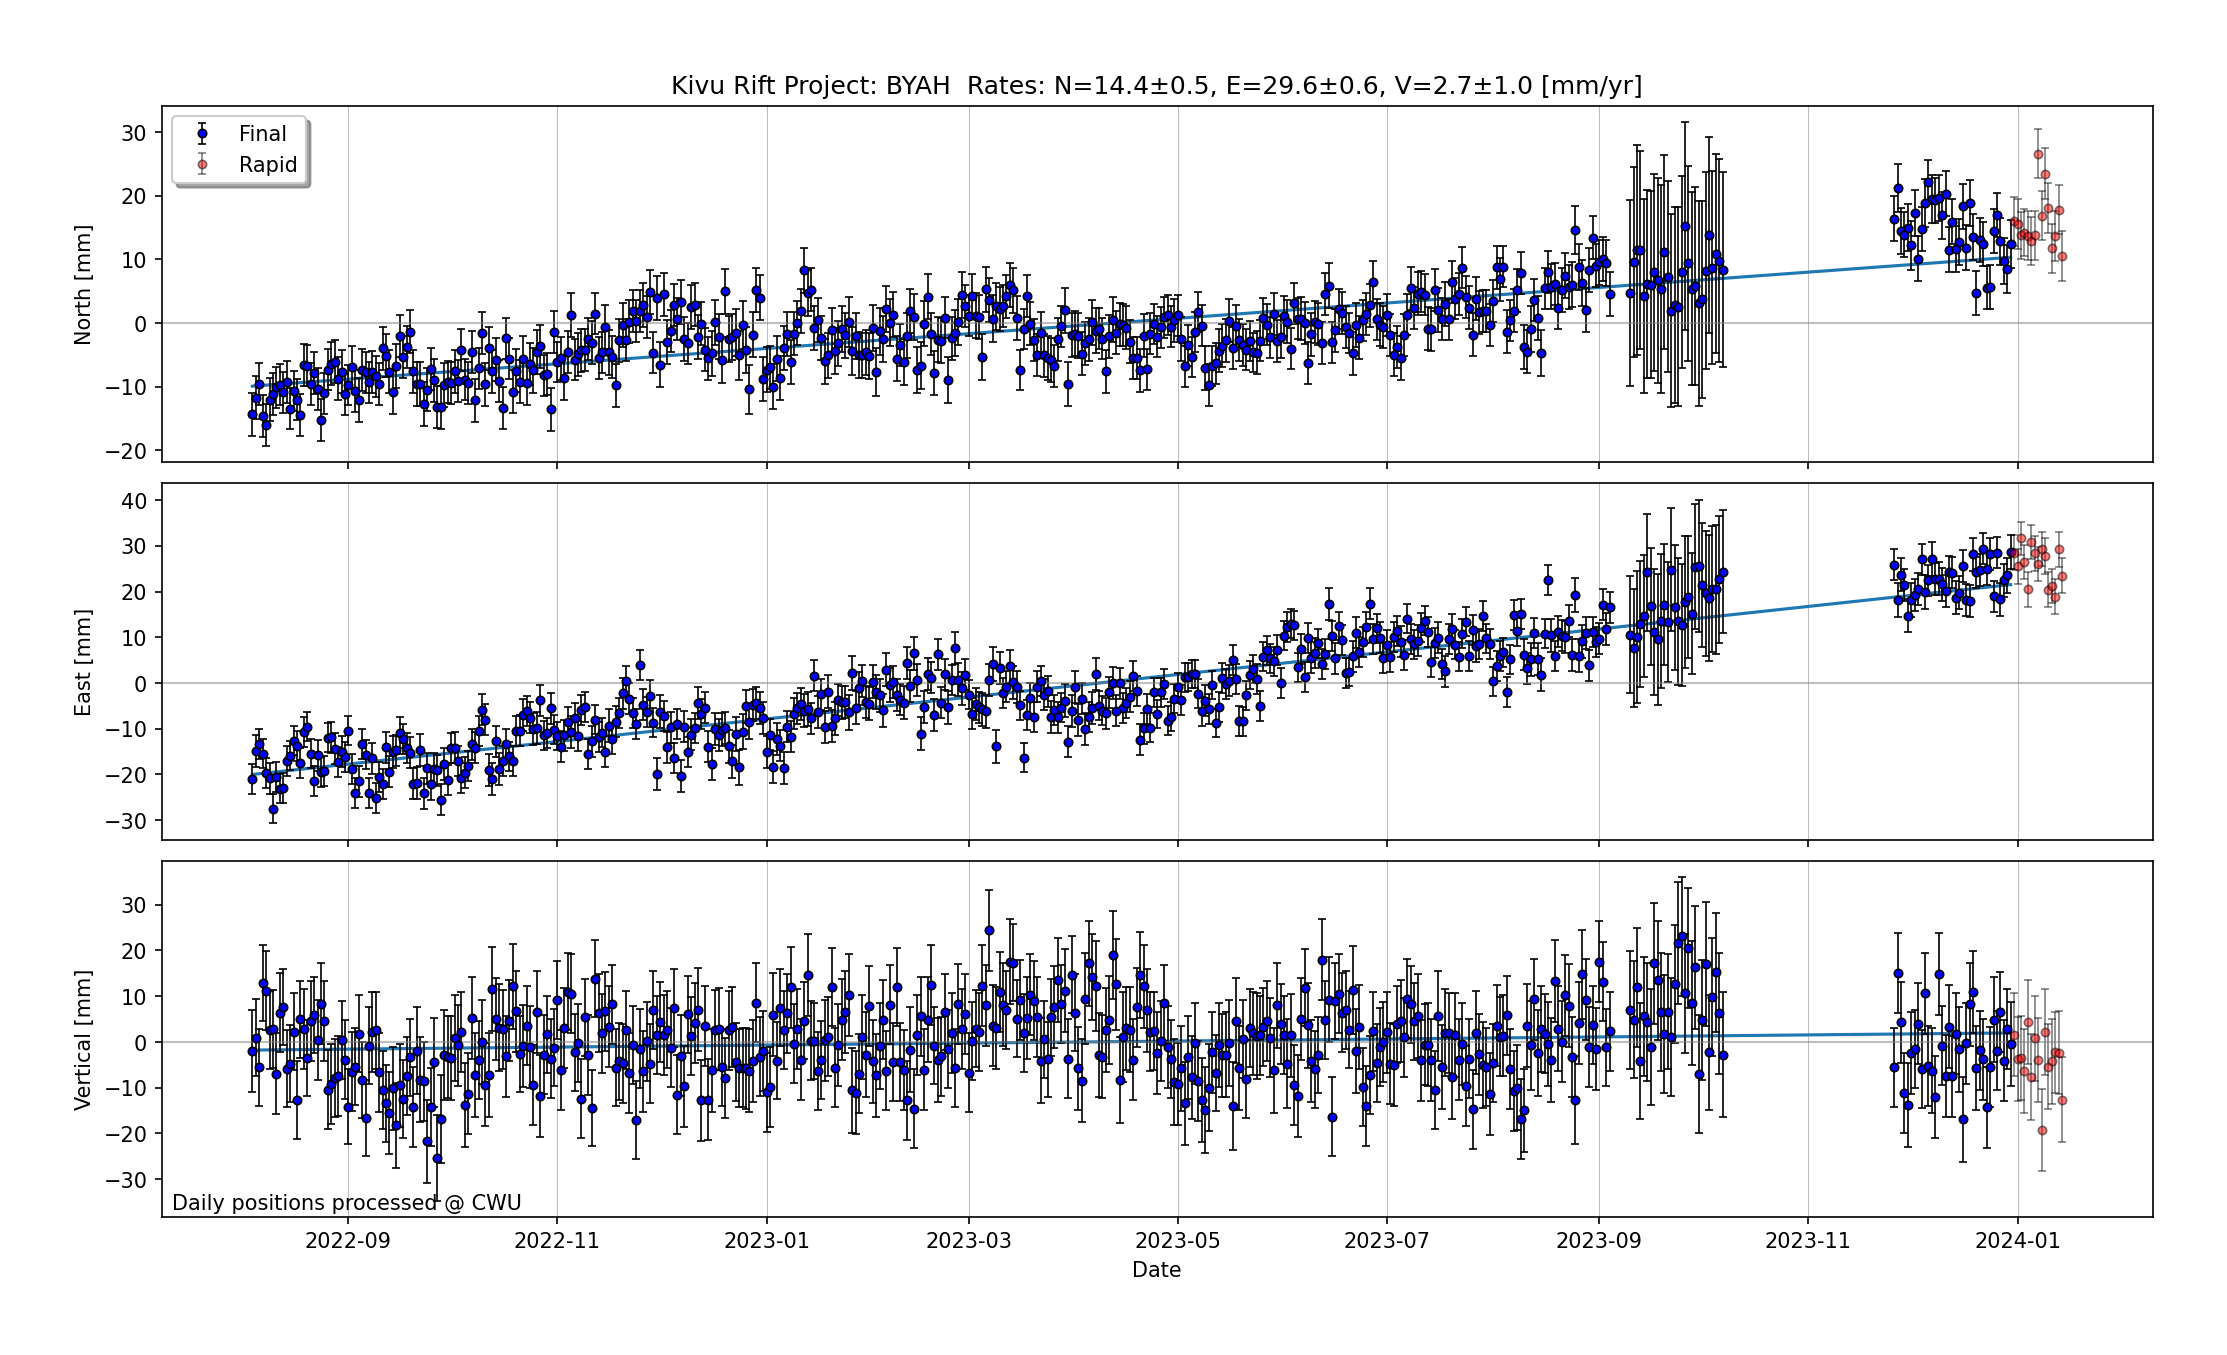 Kivu Rift Project: BYAH  Rates: N=14.4±0.5, E=29.6±0.6, V=2.7±1.0 [mm/yr]
Final
Rapid
North [mm]
30
20
10
0
−10
−20
East [mm]
40
30
20
10
0
−10
−20
−30
Vertical [mm]
30
20
10
0
−10
−20
−30
Daily positions processed @ CWU
2022-09 2022-11 2023-01 2023-03 2023-05 2023-07 2023-09 2023-11 2024-01
Date